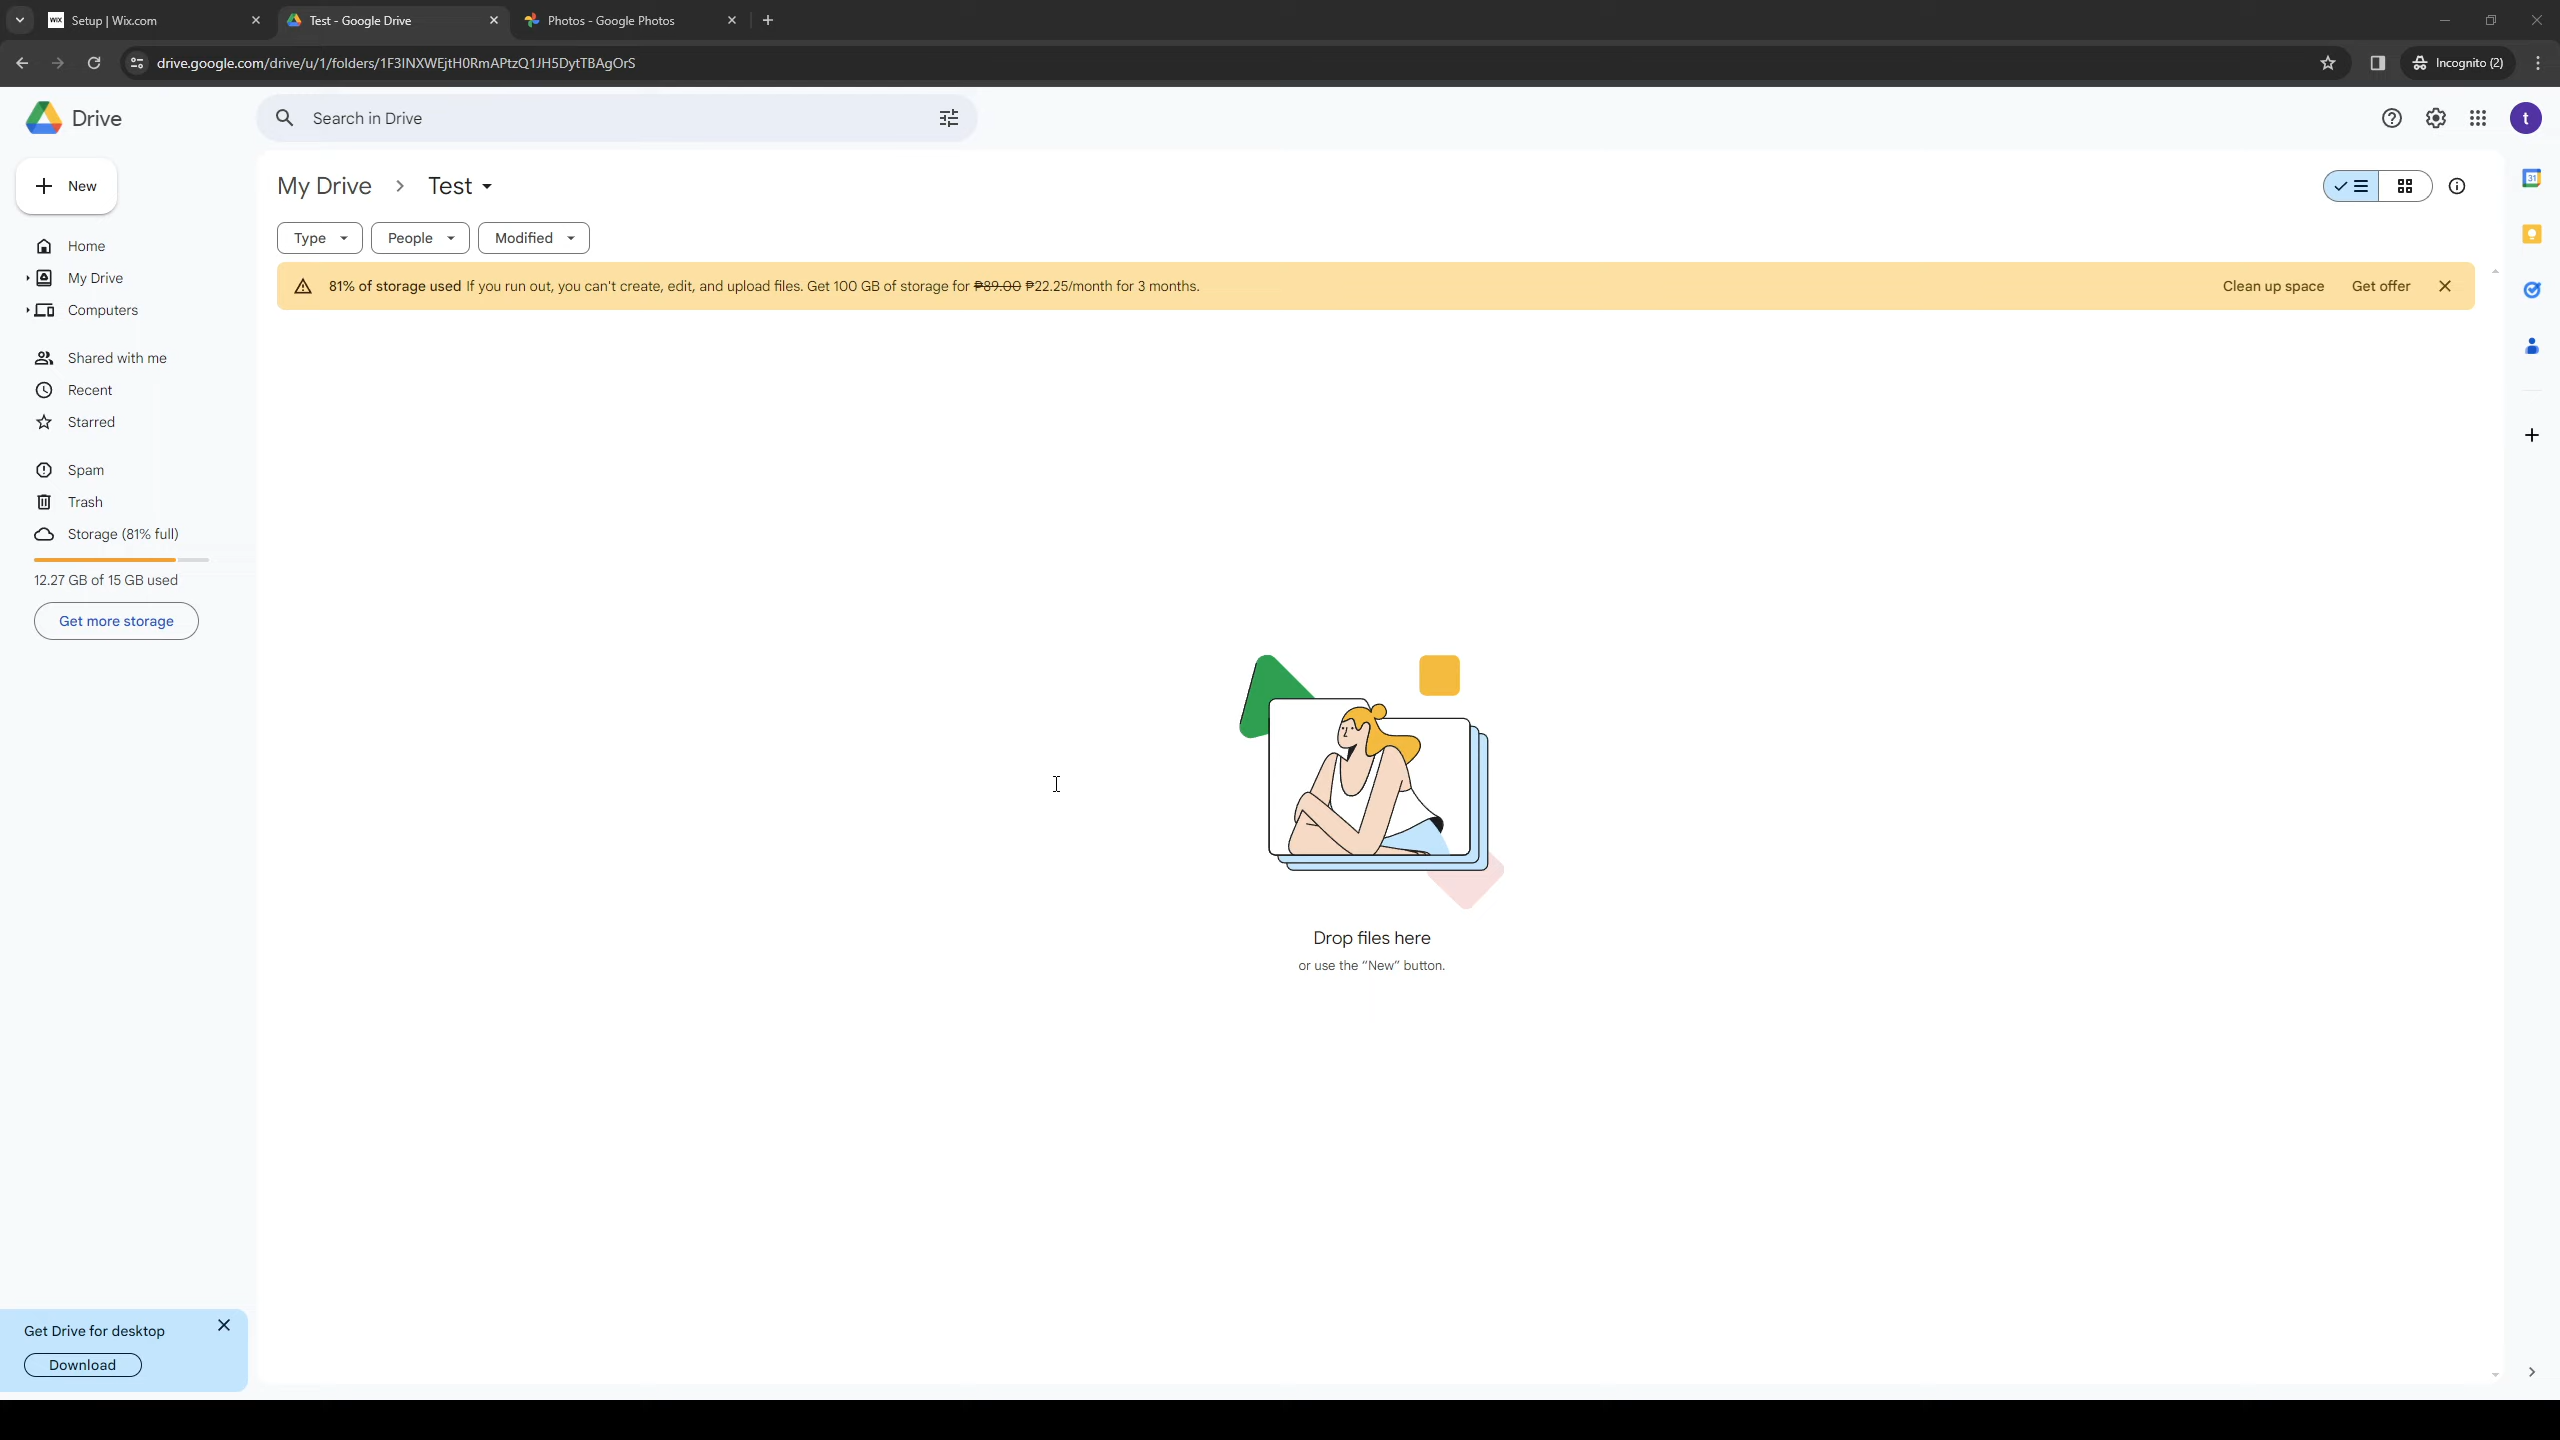 Setup | Wix.com
Test - Google Drive
Photos - Google Photos
drive.google.com/drive/u/1/folders/1F3INXWEjtH0RmAPtzQ1JH5DytTBAgOrS
Incognito (2)
Drive
Search in Drive
t
New
My Drive
Test
Home
My Drive
Computers
Shared with me
Recent
Starred
Spam
Trash
Storage (81% full)
12.27 GB of 15 GB used
Get more storage
Type
People
Modified
81% of storage used If you run out, you can't create, edit, and upload files. Get 100 GB of storage for ₱89.00 ₱22.25/month for 3 months.
Clean up space
Get offer
31
Drop files here
or use the “New” button.
Get Drive for desktop
Download